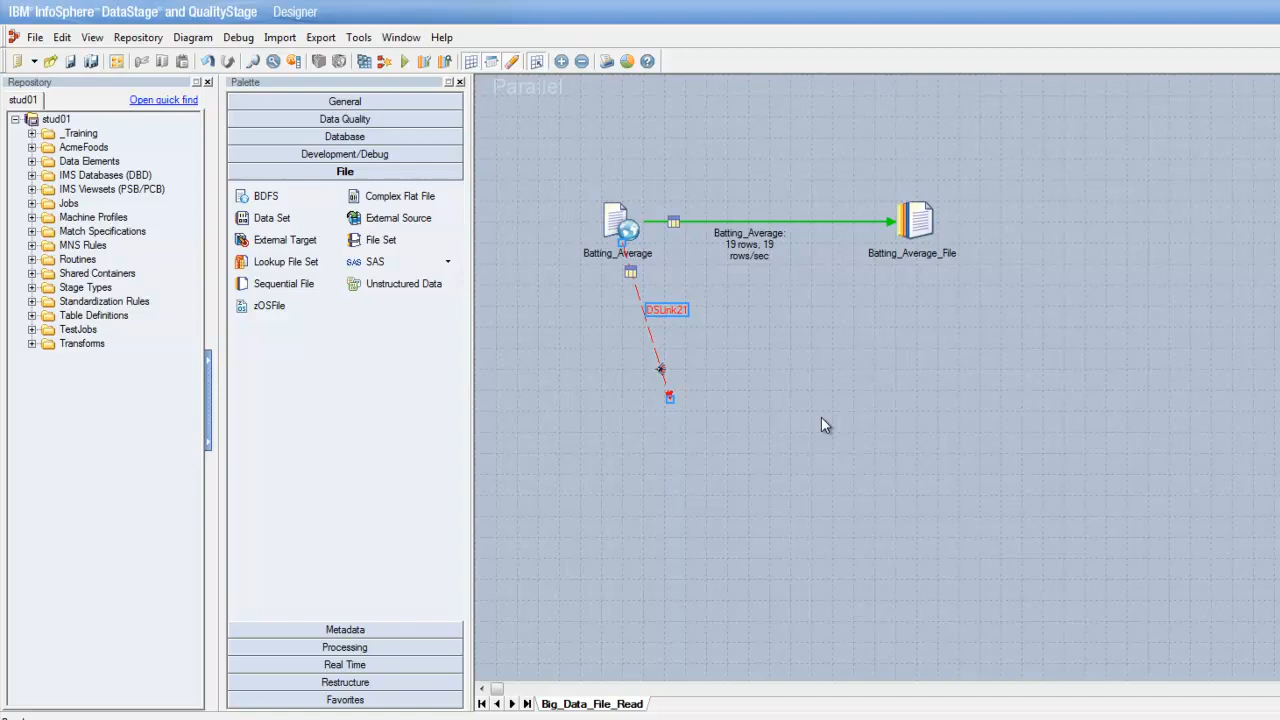 IBM® InfoSphere™ DataStage® and QualityStage® Designer
File Edit View Repository Diagram Debug Import Export Tools Window Help
Repository
stud01 Open quick find
stud01
_Training
AcmeFoods
Data Elements
IMS Databases (DBD)
IMS Viewsets (PSB/PCB)
Jobs
Machine Profiles
Match Specifications
MNS Rules
Routines
Shared Containers
Stage Types
Standardization Rules
Table Definitions
TestJobs
Transforms
Palette
General
Data Quality
Database
Development/Debug
File
BDFS Complex Flat File
Data Set External Source
External Target File Set
Lookup File Set SAS SAS
Sequential File Unstructured Data
zOSFile
Metadata
Processing
Real Time
Restructure
Favorites
Parallel
Batting_Average
Batting_Average:
19 rows, 19
rows/sec
Batting_Average_File
DSLink21
Big_Data_File_Read